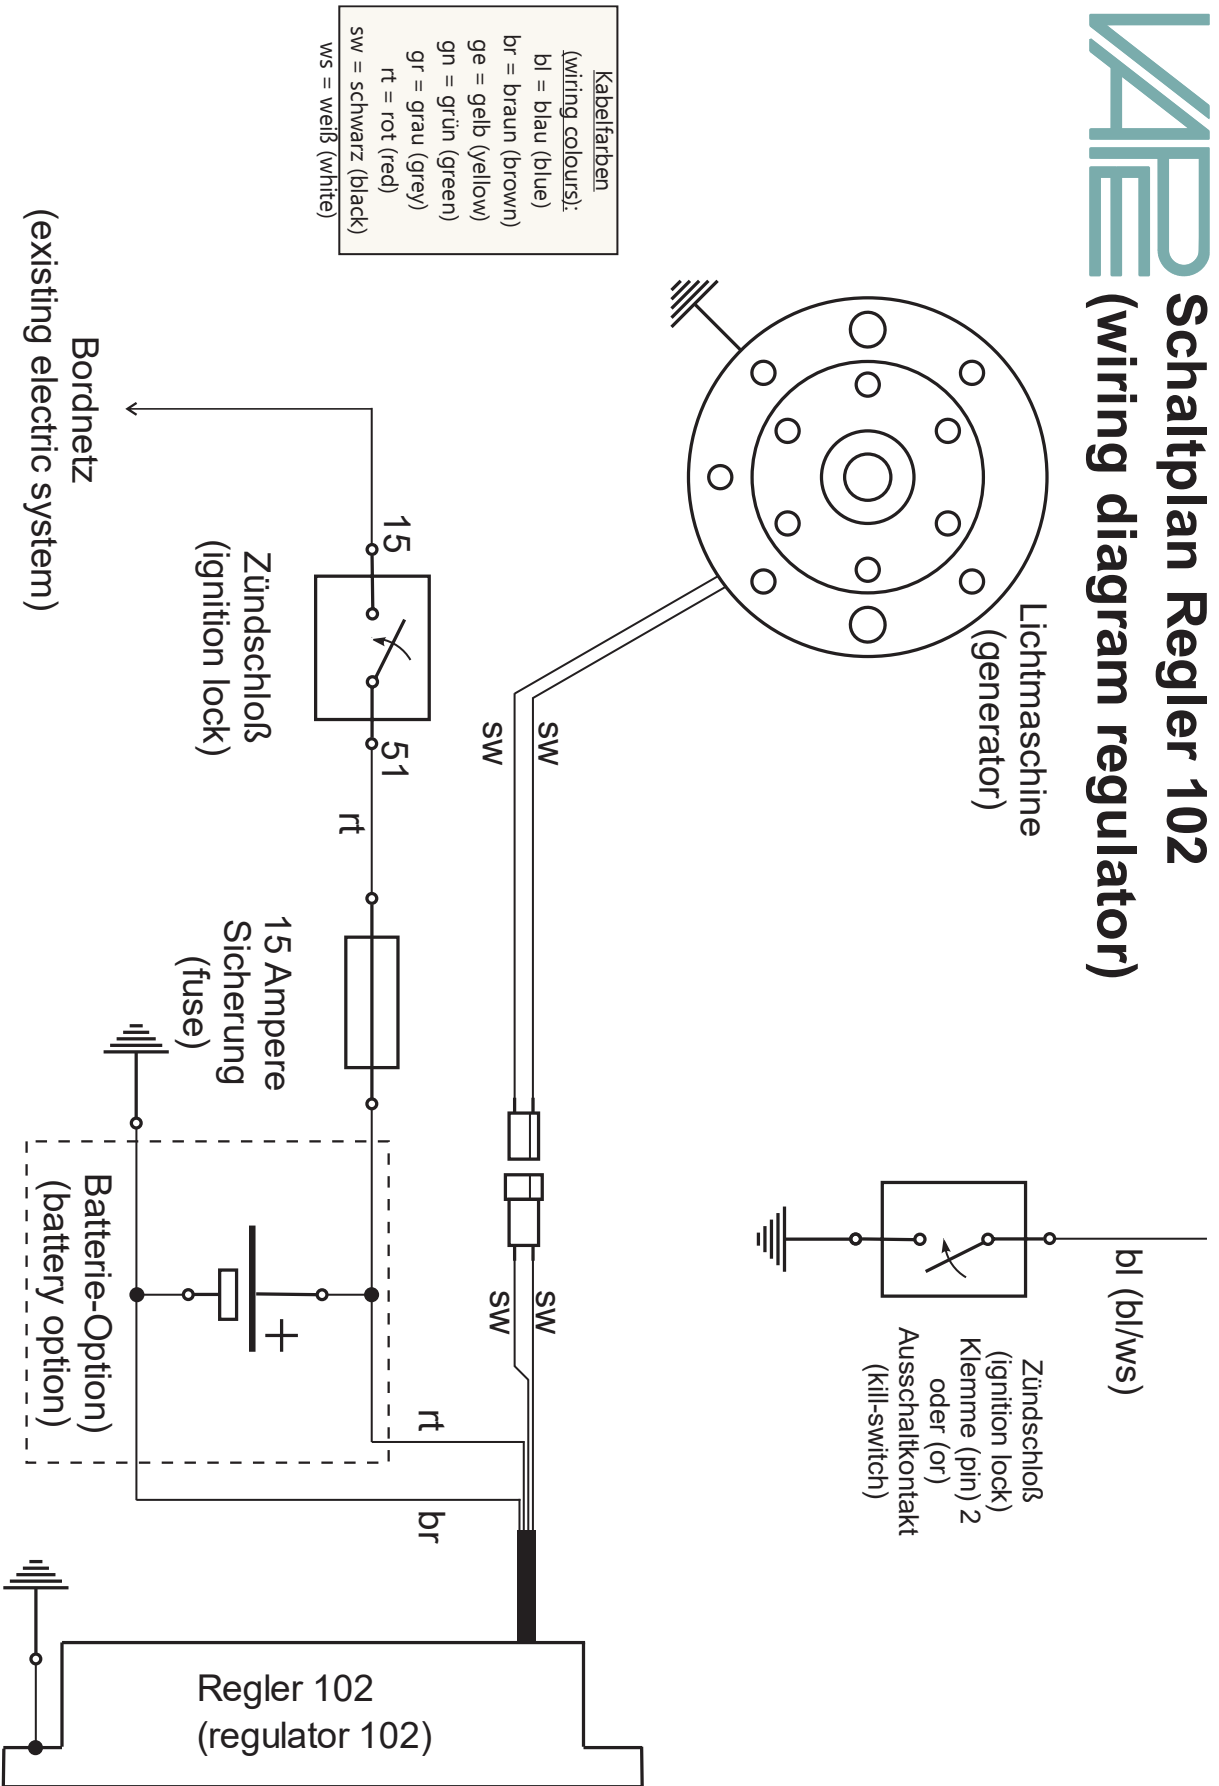 VAPE
Schaltplan Regler 102
(wiring diagram regulator)
Kabelfarben
(wiring colours):
bl = blau (blue)
br = braun (brown)
ge = gelb (yellow)
gn = grün (green)
gr = grau (grey)
rt = rot (red)
sw = schwarz (black)
ws = weiß (white)
Lichtmaschine
(generator)
bl (bl/ws)
Zündschloß
(ignition lock)
Klemme (pin) 2
oder (or)
Ausschaltkontakt
(kill-switch)
sw
sw
sw
sw
15
51
Zündschloß
(ignition lock)
rt
15 Ampere
Sicherung
(fuse)
Bordnetz
(existing electric system)
+
rt
br
Batterie-Option)
(battery option)
Regler 102
(regulator 102)